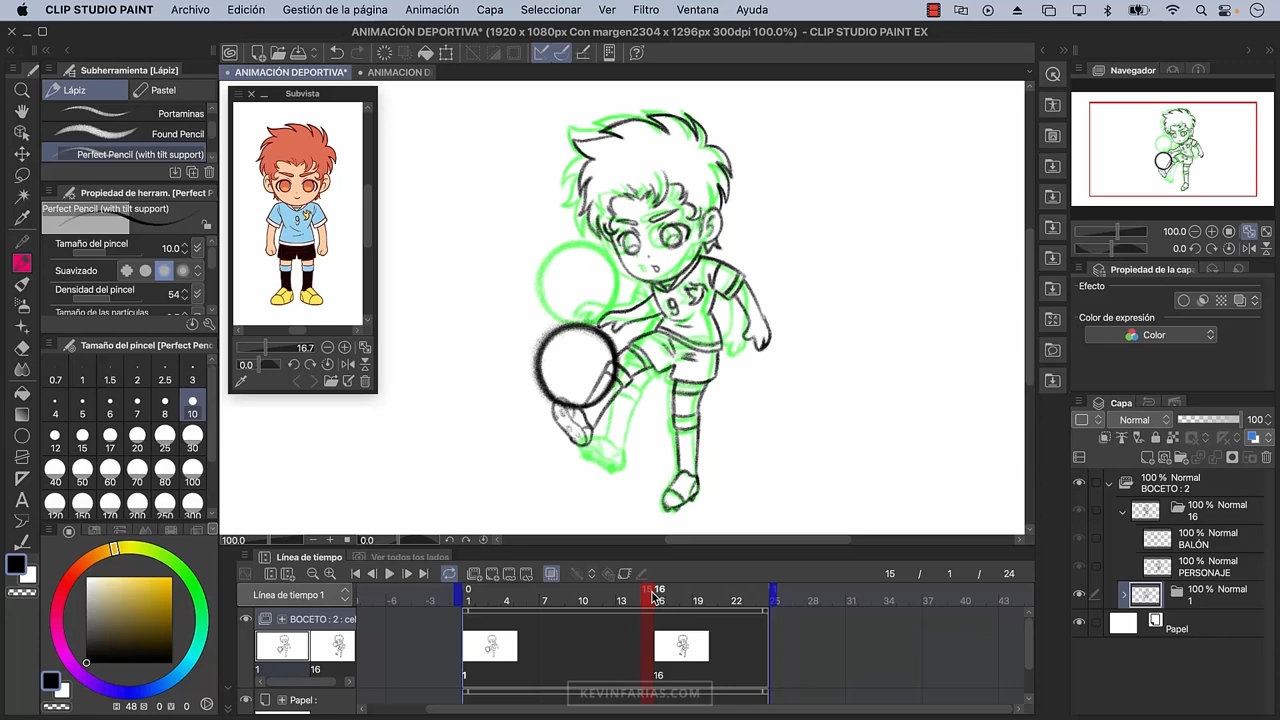 CLIP STUDIO PAINT Archivo Edición Gestión de la página Animación Capa Seleccionar Ver Filtro Ventana Ayuda
ANIMACIÓN DEPORTIVA* (1920 x 1080px Con margen2304 x 1296px 300dpi 100.0%) - CLIP STUDIO PAINT EX
Subherramienta [Lápiz]
ANIMACIÓN DEPORTIVA* ANIMACION D
Navegador
Lápiz Pastel
Subvista
Portaminas
Found Pencil
Perfect Pencil (with tilt support)
Propiedad de herram. [Perfect P
Perfect Pencil (with tilt support)
Tamaño del pincel 10.0
Suavizado
Densidad del pincel 54
Tamaño de las partículas
16.7
0.0
Tamaño del pincel [Perfect Penc
0.7 1 1.5 2 3
4 5 7 8 10
12 15 17 20 25 30
40 50 60 70 80 100
120 150 170 200 250 300
9
100.0
0.0
Propiedad de la capa
Efecto
Color de expresión
Color
Capa
Normal 100
100 % Normal
BOCETO : 2
100 % Normal
16
100 % Normal
BALÓN
100 % Normal
PERSONAJE
100 % Normal
1
Papel
100.0 0.0
Línea de tiempo Ver todos los lados
15 / 1 / 24
Línea de tiempo 1
0 16
-6 -3 1 4 7 10 13 16 19 22 25 28 31 34 37 40 43
BOCETO : 2 : cel
1 16
1 16
Papel :
48 0 0
KEVINFARIAS.COM